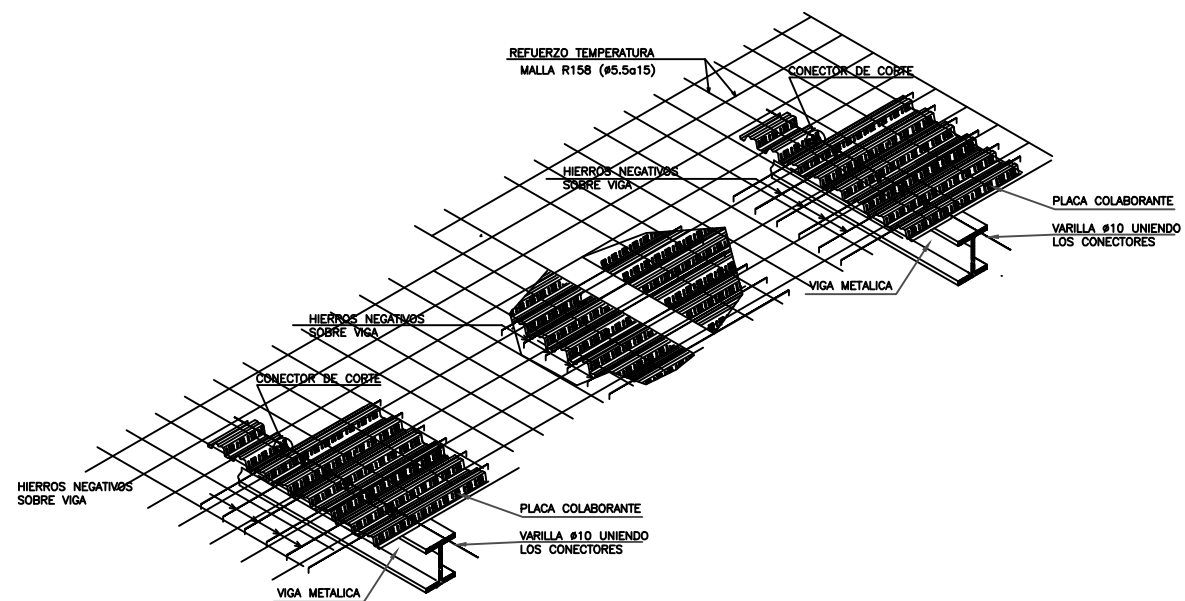 REFUERZO TEMPERATURA
MALLA R158 (ø5.5a15)
CONECTOR DE CORTE
HIERROS NEGATIVOS
SOBRE VIGA
PLACA COLABORANTE
VARILLA ø10 UNIENDO
LOS CONECTORES
VIGA METALICA
HIERROS NEGATIVOS
SOBRE VIGA
CONECTOR DE CORTE
HIERROS NEGATIVOS
SOBRE VIGA
PLACA COLABORANTE
VARILLA ø10 UNIENDO
LOS CONECTORES
VIGA METALICA